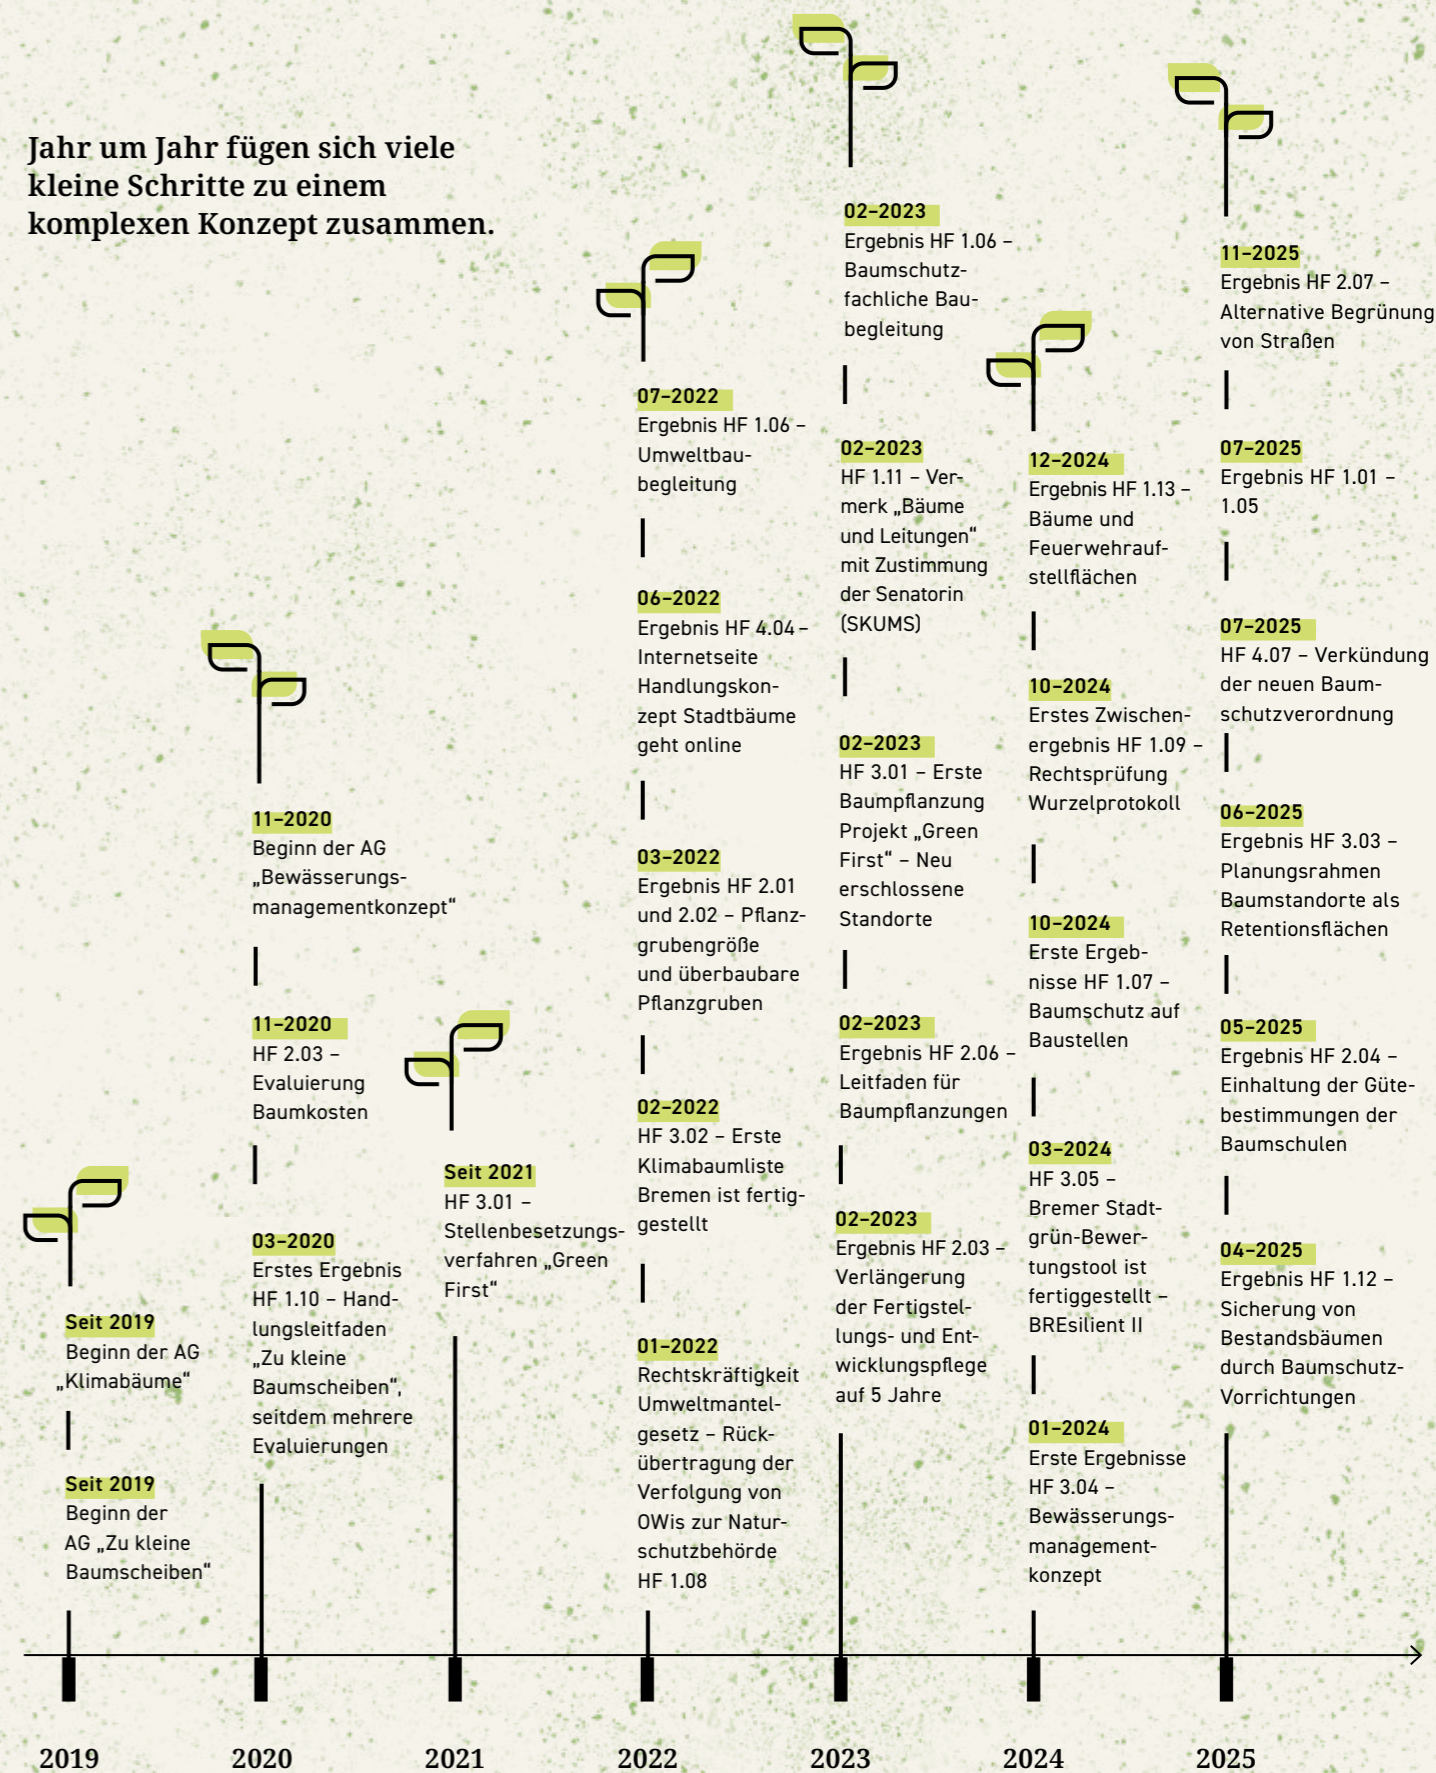 Jahr um Jahr fügen sich viele
kleine Schritte zu einem
komplexen Konzept zusammen.
Seit 2019
Beginn der AG
„Klimabäume“
Seit 2019
Beginn der
AG „Zu kleine
Baumscheiben“
11–2020
Beginn der AG
„Bewässerungs-
managementkonzept“
11–2020
HF 2.03 –
Evaluierung
Baumkosten
03–2020
Erstes Ergebnis
HF 1.10 – Hand-
lungsleitfaden
„Zu kleine
Baumscheiben“,
seitdem mehrere
Evaluierungen
Seit 2021
HF 3.01 –
Stellenbesetzungs-
verfahren „Green
First“
07–2022
Ergebnis HF 1.06 –
Umweltbau-
begleitung
06–2022
Ergebnis HF 4.04 –
Internetseite
Handlungskon-
zept Stadtbäume
geht online
03–2022
Ergebnis HF 2.01
und 2.02 – Pflanz-
grubengröße
und überbaubare
Pflanzgruben
02–2022
HF 3.02 – Erste
Klimabaumliste
Bremen ist fertig-
gestellt
01–2022
Rechtskräftigkeit
Umweltmantel-
gesetz – Rück-
übertragung der
Verfolgung von
OWis zur Natur-
schutzbehörde
HF 1.08
02–2023
Ergebnis HF 1.06 –
Baumschutz-
fachliche Bau-
begleitung
02–2023
HF 1.11 – Ver-
merk „Bäume
und Leitungen“
mit Zustimmung
der Senatorin
(SKUMS)
02–2023
HF 3.01 – Erste
Baumpflanzung
Projekt „Green
First“ – Neu
erschlossene
Standorte
02–2023
Ergebnis HF 2.06 –
Leitfaden für
Baumpflanzungen
02–2023
Ergebnis HF 2.03 –
Verlängerung
der Fertigstel-
lungs- und Ent-
wicklungspflege
auf 5 Jahre
12–2024
Ergebnis HF 1.13 –
Bäume und
Feuerwehrauf-
stellflächen
10–2024
Erstes Zwischen-
ergebnis HF 1.09 –
Rechtsprüfung
Wurzelprotokoll
10–2024
Erste Ergeb-
nisse HF 1.07 –
Baumschutz auf
Baustellen
03–2024
HF 3.05 –
Bremer Stadt-
grün-Bewer-
tungstool ist
fertiggestellt –
BREsilient II
01–2024
Erste Ergebnisse
HF 3.04 –
Bewässerungs-
management-
konzept
11–2025
Ergebnis HF 2.07 –
Alternative Begrünung
von Straßen
07–2025
Ergebnis HF 1.01 –
1.05
07–2025
HF 4.07 – Verkündung
der neuen Baum-
schutzverordnung
06–2025
Ergebnis HF 3.03 –
Planungsrahmen
Baumstandorte als
Retentionsflächen
05–2025
Ergebnis HF 2.04 –
Einhaltung der Güte-
bestimmungen der
Baumschulen
04–2025
Ergebnis HF 1.12 –
Sicherung von
Bestandsbäumen
durch Baumschutz-
Vorrichtungen
2019
2020
2021
2022
2023
2024
2025